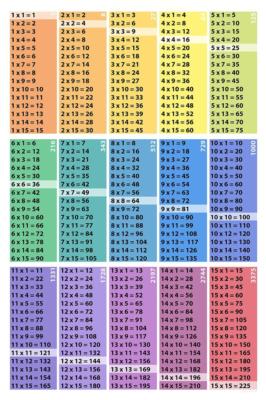 1 x 1 = 1
1 x 2 = 2
1 x 3 = 3
1 x 4 = 4
1 x 5 = 5
1 x 6 = 6
1 x 7 = 7
1 x 8 = 8
1 x 9 = 9
1 x 10 = 10
1 x 11 = 11
1 x 12 = 12
1 x 13 = 13
1 x 14 = 14
1 x 15 = 15
2 x 1 = 2
2 x 2 = 4
2 x 3 = 6
2 x 4 = 8
2 x 5 = 10
2 x 6 = 12
2 x 7 = 14
2 x 8 = 16
2 x 9 = 18
2 x 10 = 20
2 x 11 = 22
2 x 12 = 24
2 x 13 = 26
2 x 14 = 28
2 x 15 = 30
3 x 1 = 3
3 x 2 = 6
3 x 3 = 9
3 x 4 = 12
3 x 5 = 15
3 x 6 = 18
3 x 7 = 21
3 x 8 = 24
3 x 9 = 27
3 x 10 = 30
3 x 11 = 33
3 x 12 = 36
3 x 13 = 39
3 x 14 = 42
3 x 15 = 45
4 x 1 = 4
4 x 2 = 8
4 x 3 = 12
4 x 4 = 16
4 x 5 = 20
4 x 6 = 24
4 x 7 = 28
4 x 8 = 32
4 x 9 = 36
4 x 10 = 40
4 x 11 = 44
4 x 12 = 48
4 x 13 = 52
4 x 14 = 56
4 x 15 = 60
5 x 1 = 5
125
5 x 2 = 10
5 x 3 = 15
5 x 4 = 20
5 x 5 = 25
5 x 6 = 30
5 x 7 = 35
5 x 8 = 40
5 x 9 = 45
5 x 10 = 50
5 x 11 = 55
5 x 12 = 60
5 x 13 = 65
5 x 14 = 70
5 x 15 = 75
6 x 1 = 6
216
6 x 2 = 12
6 x 3 = 18
6 x 4 = 24
6 x 5 = 30
6 x 6 = 36
6 x 7 = 42
6 x 8 = 48
6 x 9 = 54
6 x 10 = 60
6 x 11 = 66
6 x 12 = 72
6 x 13 = 78
6 x 14 = 84
6 x 15 = 90
7 x 1 = 7
343
7 x 2 = 14
7 x 3 = 21
7 x 4 = 28
7 x 5 = 35
7 x 6 = 42
7 x 7 = 49
7 x 8 = 56
7 x 9 = 63
7 x 10 = 70
7 x 11 = 77
7 x 12 = 84
7 x 13 = 91
7 x 14 = 98
7 x 15 = 105
8 x 1 = 8
512
8 x 2 = 16
8 x 3 = 24
8 x 4 = 32
8 x 5 = 40
8 x 6 = 48
8 x 7 = 56
8 x 8 = 64
8 x 9 = 72
8 x 10 = 80
8 x 11 = 88
8 x 12 = 96
8 x 13 = 104
8 x 14 = 112
8 x 15 = 120
9 x 1 = 9
729
9 x 2 = 18
9 x 3 = 27
9 x 4 = 36
9 x 5 = 45
9 x 6 = 54
9 x 7 = 63
9 x 8 = 72
9 x 9 = 81
9 x 10 = 90
9 x 11 = 99
9 x 12 = 108
9 x 13 = 117
9 x 14 = 126
9 x 15 = 135
10 x 1 = 10
1000
10 x 2 = 20
10 x 3 = 30
10 x 4 = 40
10 x 5 = 50
10 x 6 = 60
10 x 7 = 70
10 x 8 = 80
10 x 9 = 90
10 x 10 = 100
10 x 11 = 110
10 x 12 = 120
10 x 13 = 130
10 x 14 = 140
10 x 15 = 150
11 x 1 = 11
1331
11 x 2 = 22
11 x 3 = 33
11 x 4 = 44
11 x 5 = 55
11 x 6 = 66
11 x 7 = 77
11 x 8 = 88
11 x 9 = 99
11 x 10 = 110
11 x 11 = 121
11 x 12 = 132
11 x 13 = 143
11 x 14 = 154
11 x 15 = 165
12 x 1 = 12
1728
12 x 2 = 24
12 x 3 = 36
12 x 4 = 48
12 x 5 = 60
12 x 6 = 72
12 x 7 = 84
12 x 8 = 96
12 x 9 = 108
12 x 10 = 120
12 x 11 = 132
12 x 12 = 144
12 x 13 = 156
12 x 14 = 168
12 x 15 = 180
13 x 1 = 13
2197
13 x 2 = 26
13 x 3 = 39
13 x 4 = 52
13 x 5 = 65
13 x 6 = 78
13 x 7 = 91
13 x 8 = 104
13 x 9 = 117
13 x 10 = 130
13 x 11 = 143
13 x 12 = 156
13 x 13 = 169
13 x 14 = 182
13 x 15 = 195
14 x 1 = 14
2744
14 x 2 = 28
14 x 3 = 42
14 x 4 = 56
14 x 5 = 70
14 x 6 = 84
14 x 7 = 98
14 x 8 = 112
14 x 9 = 126
14 x 10 = 140
14 x 11 = 154
14 x 12 = 168
14 x 13 = 182
14 x 14 = 196
14 x 15 = 210
15 x 1 = 15
3375
15 x 2 = 30
15 x 3 = 45
15 x 4 = 60
15 x 5 = 75
15 x 6 = 90
15 x 7 = 105
15 x 8 = 120
15 x 9 = 135
15 x 10 = 150
15 x 11 = 165
15 x 12 = 180
15 x 13 = 195
15 x 14 = 210
15 x 15 = 225